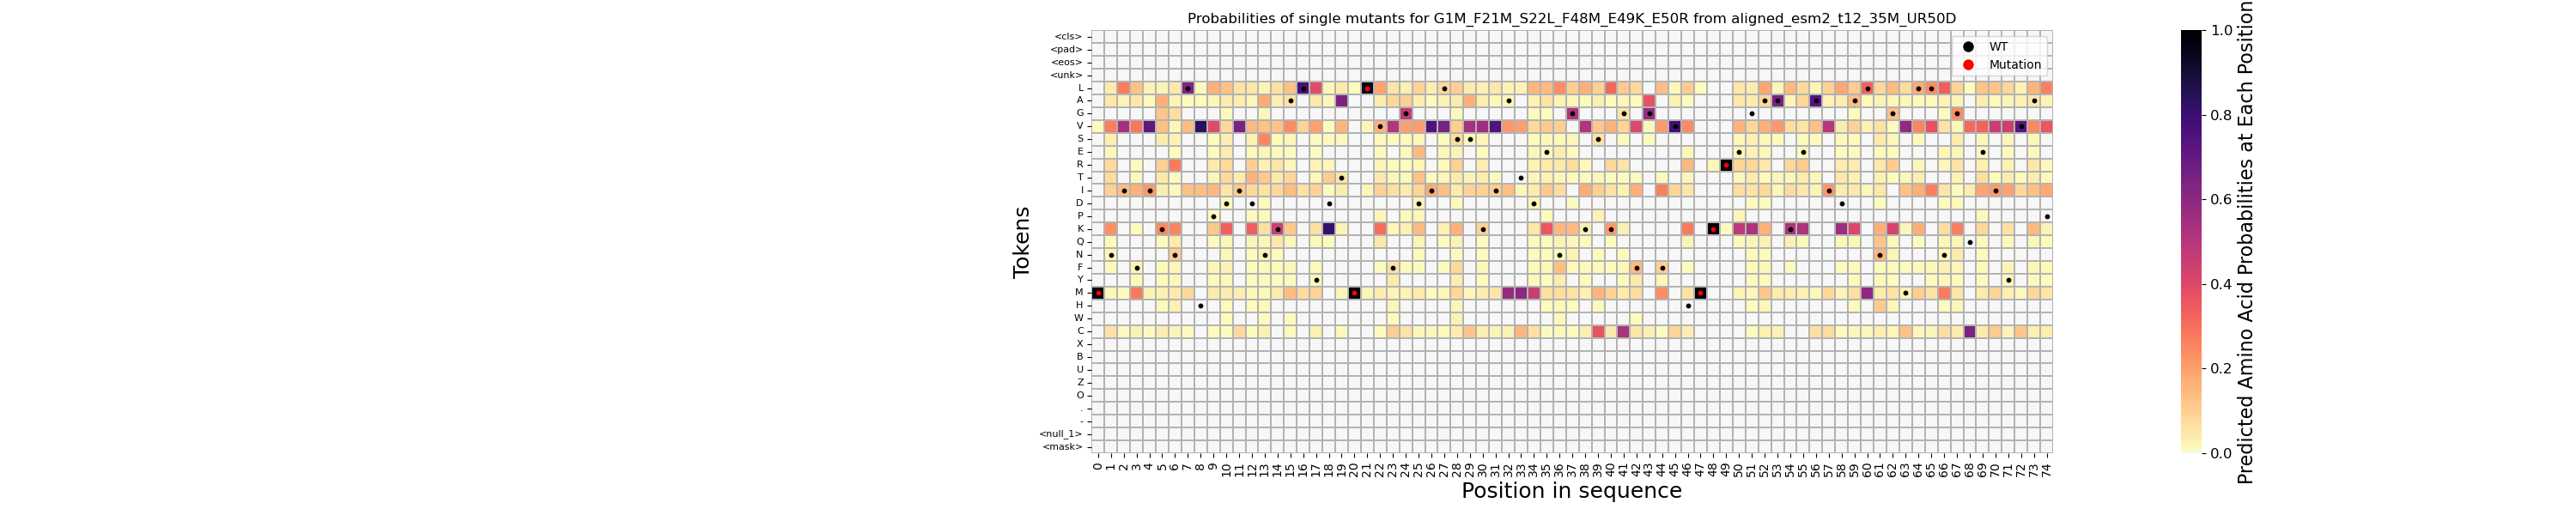 Probabilities of single mutants for G1M_F21M_S22L_F48M_E49K_E50R from aligned_esm2_t12_35M_UR50D
WT
Mutation
<cls>
<pad>
<eos>
<unk>
L
A
G
V
S
E
R
T
I
D
P
K
Q
N
F
Y
M
H
W
C
X
B
U
Z
O
.
-
<null_1>
<mask>
Tokens
0 1 2 3 4 5 6 7 8 9 10 11 12 13 14 15 16 17 18 19 20 21 22 23 24 25 26 27 28 29 30 31 32 33 34 35 36 37 38 39 40 41 42 43 44 45 46 47 48 49 50 51 52 53 54 55 56 57 58 59 60 61 62 63 64 65 66 67 68 69 70 71 72 73 74
Position in sequence
1.0
0.8
0.6
0.4
0.2
0.0
Predicted Amino Acid Probabilities at Each Position